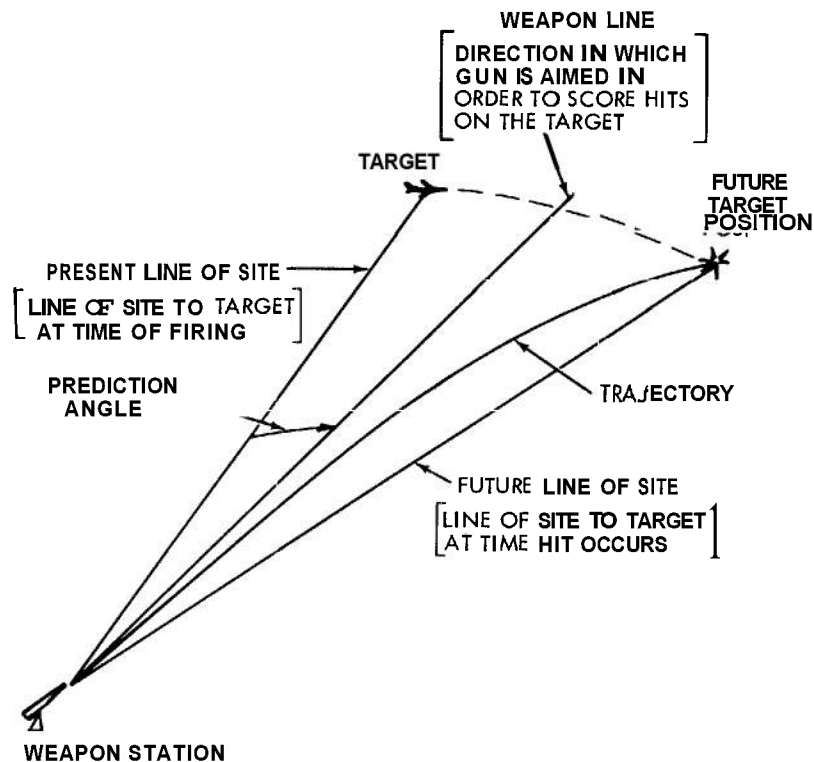 WEAPON LINE
DIRECTION IN WHICH
GUN IS AIMED IN
ORDER TO SCORE HITS
ON THE TARGET
TARGET
FUTURE
TARGET
POSITION
PRESENT LINE OF SITE
LINE OF SITE TO TARGET
AT TIME OF FIRING
PREDICTION
ANGLE
TRAJECTORY
FUTURE LINE OF SITE
LINE OF SITE TO TARGET
AT TIME HIT OCCURS
WEAPON STATION